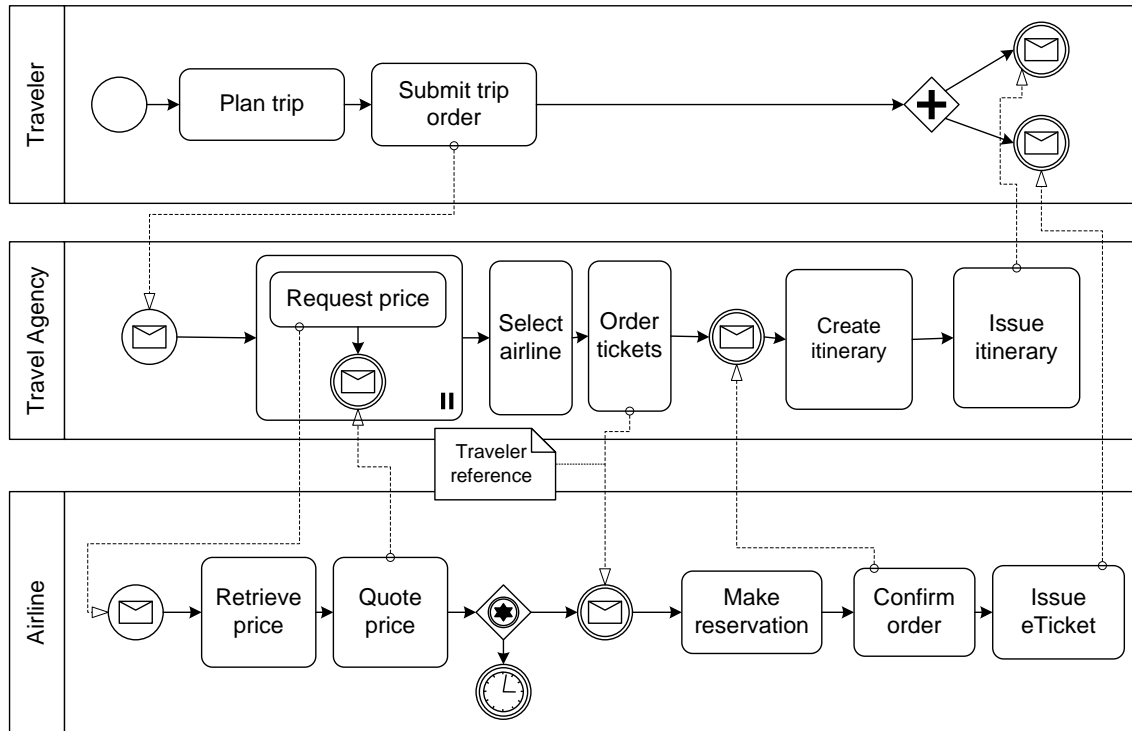 Traveler
Plan trip
Submit trip
order
Travel Agency
Request price
Select
airline
Order
tickets
Create
itinerary
Issue
itinerary
Traveler
reference
Airline
Retrieve
price
Quote
price
Make
reservation
Confirm
order
Issue
eTicket